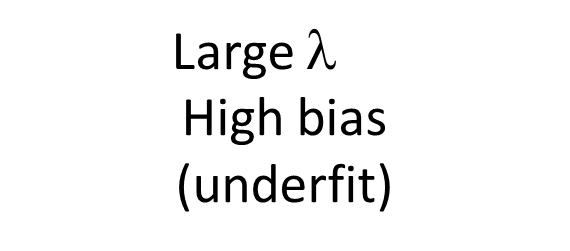 Large λ
High bias
(underfit)